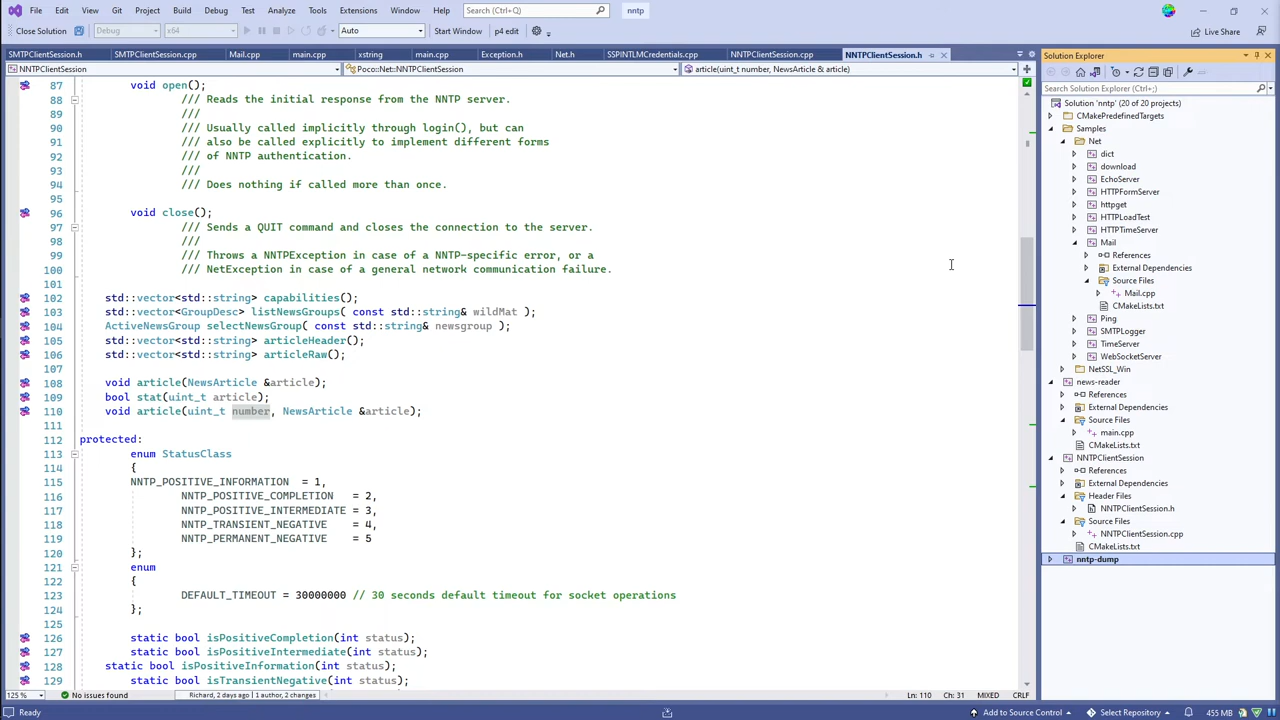 File Edit View Git Project Build Debug Test Analyze Tools Extensions Window Help Search (Ctrl+Q) nntp
Close Solution Debug x64 Auto Start Window p4 edit Live Share
SMTPClientSession.h SMTPClientSession.cpp Mail.cpp main.cpp xstring main.cpp Exception.h Net.h SSPINTLMCredentials.cpp NNTPClientSession.cpp NNTPClientSession.h
NNTPClientSession Poco::Net::NNTPClientSession article(uint_t number, NewsArticle & article)
87 void open();
88 /// Reads the initial response from the NNTP server.
89 ///
90 /// Usually called implicitly through login(), but can
91 /// also be called explicitly to implement different forms
92 /// of NNTP authentication.
93 ///
94 /// Does nothing if called more than once.
95
96 void close();
97 /// Sends a QUIT command and closes the connection to the server.
98 ///
99 /// Throws a NNTPException in case of a NNTP-specific error, or a
100 /// NetException in case of a general network communication failure.
101
102 std::vector<std::string> capabilities();
103 std::vector<GroupDesc> listNewsGroups( const std::string& wildMat );
104 ActiveNewsGroup selectNewsGroup( const std::string& newsgroup );
105 std::vector<std::string> articleHeader();
106 std::vector<std::string> articleRaw();
107
108 void article(NewsArticle &article);
109 bool stat(uint_t article);
110 void article(uint_t number, NewsArticle &article);
111
112 protected:
113 enum StatusClass
114 {
115 NNTP_POSITIVE_INFORMATION = 1,
116 NNTP_POSITIVE_COMPLETION = 2,
117 NNTP_POSITIVE_INTERMEDIATE = 3,
118 NNTP_TRANSIENT_NEGATIVE = 4,
119 NNTP_PERMANENT_NEGATIVE = 5
120 };
121 enum
122 {
123 DEFAULT_TIMEOUT = 30000000 // 30 seconds default timeout for socket operations
124 };
125
126 static bool isPositiveCompletion(int status);
127 static bool isPositiveIntermediate(int status);
128 static bool isPositiveInformation(int status);
129 static bool isTransientNegative(int status);
125 % No issues found Richard, 2 days ago | 1 author, 2 changes Ln: 110 Ch: 31 MIXED CRLF
Ready Add to Source Control Select Repository 455 MB
Solution Explorer
Search Solution Explorer (Ctrl+;)
Solution 'nntp' (20 of 20 projects)
CMakePredefinedTargets
Samples
Net
dict
download
EchoServer
HTTPFormServer
httpget
HTTPLoadTest
HTTPTimeServer
Mail
References
External Dependencies
Source Files
Mail.cpp
CMakeLists.txt
Ping
SMTPLogger
TimeServer
WebSocketServer
NetSSL_Win
news-reader
References
External Dependencies
Source Files
main.cpp
CMakeLists.txt
NNTPClientSession
References
External Dependencies
Header Files
NNTPClientSession.h
Source Files
NNTPClientSession.cpp
CMakeLists.txt
nntp-dump